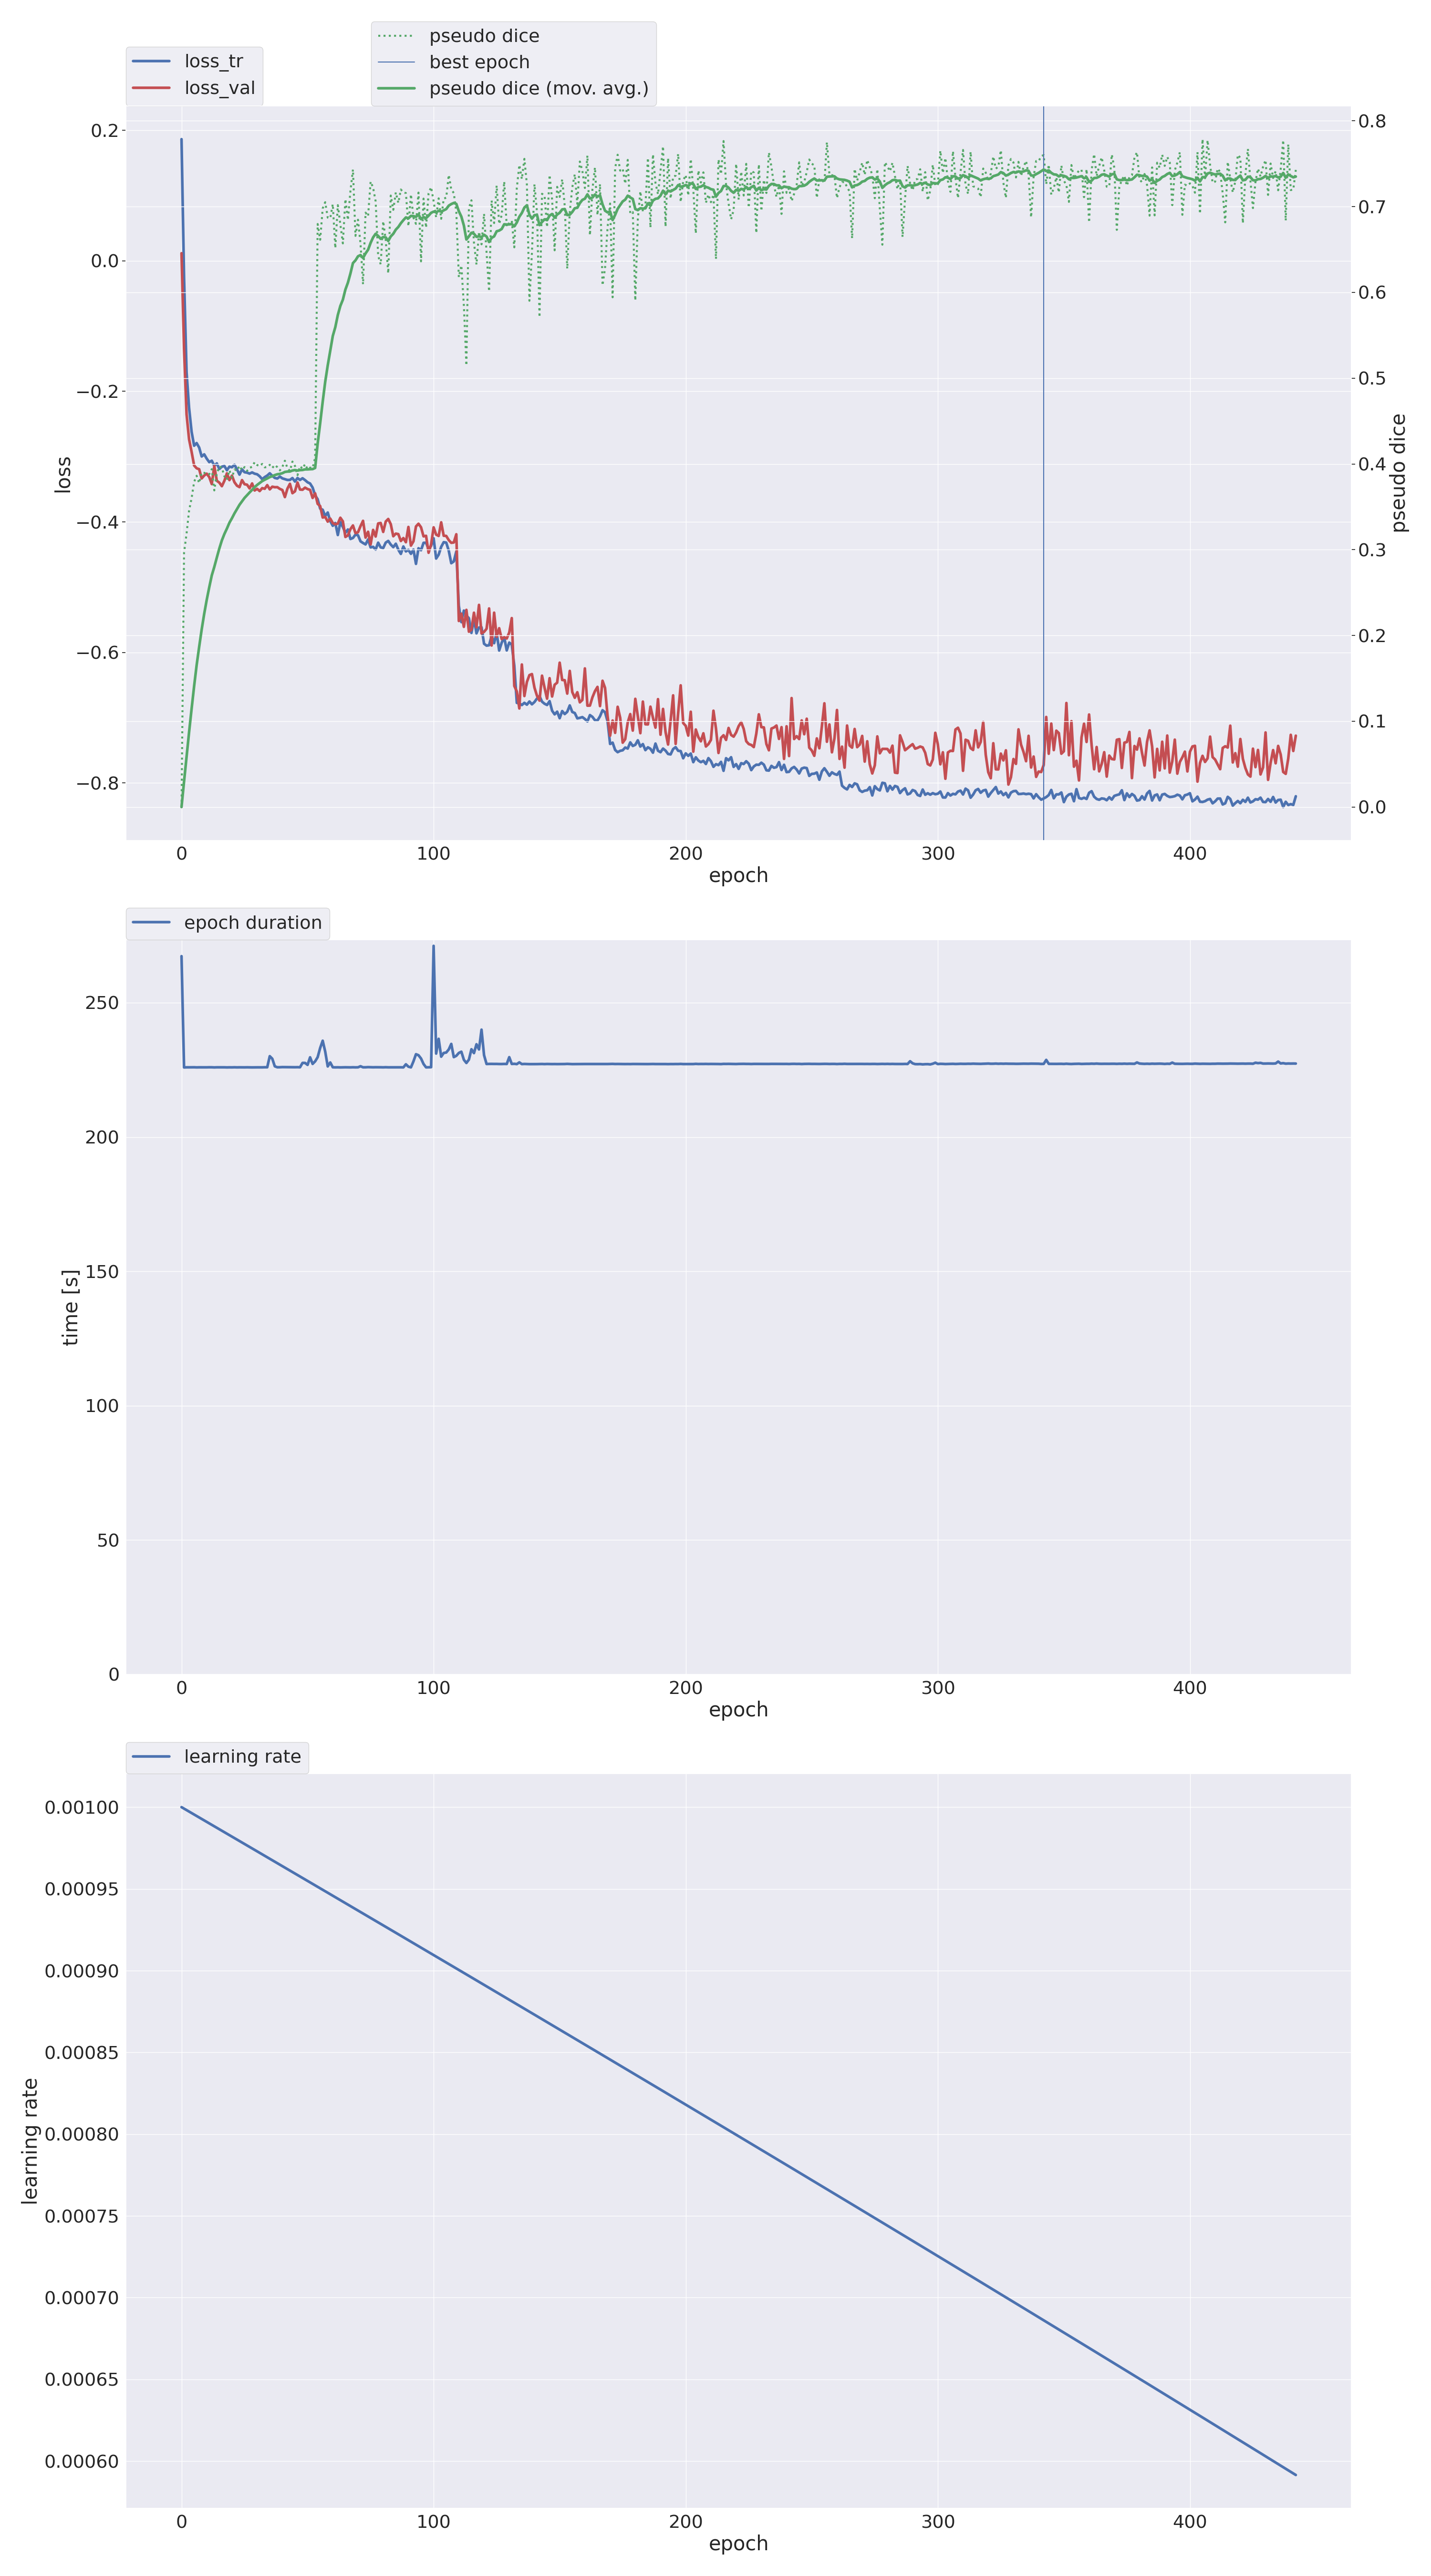 pseudo dice
loss_tr
best epoch
loss_val
pseudo dice (mov. avg.)
0.2
0.0
−0.2
−0.4
−0.6
−0.8
loss
0.8
0.7
0.6
0.5
0.4
0.3
0.2
0.1
0.0
pseudo dice
0 100 200 300 400
epoch
epoch duration
250
200
150
100
50
0
time [s]
0 100 200 300 400
epoch
learning rate
0.00100
0.00095
0.00090
0.00085
0.00080
0.00075
0.00070
0.00065
0.00060
learning rate
0 100 200 300 400
epoch